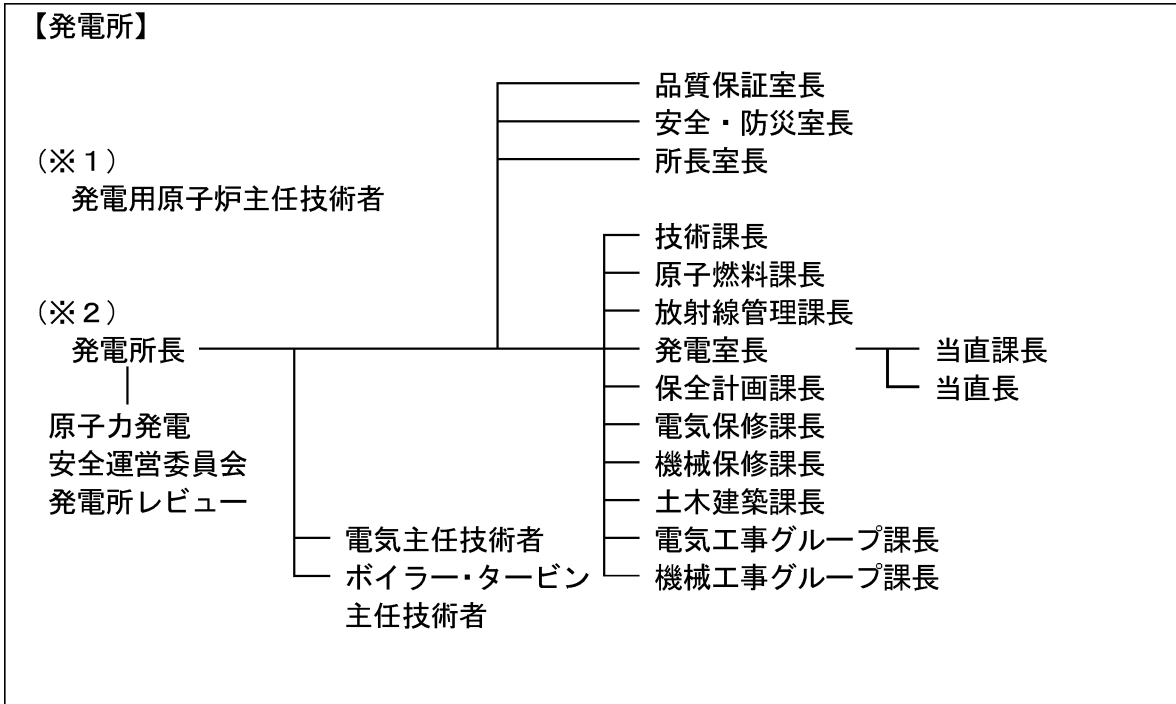 【発電所】
品質保証室長
安全・防災室長
(※1)
所長室長
発電用原子炉主任技術者
技術課長
原子燃料課長
(※2)
放射線管理課長
発電所長
発電室長
当直課長
保全計画課長
当直長
原子力発電
安全運営委員会
発電所レビュー
電気保修課長
機械保修課長
土木建築課長
電気主任技術者
電気工事グループ課長
ボイラー・タービン
主任技術者
機械工事グループ課長